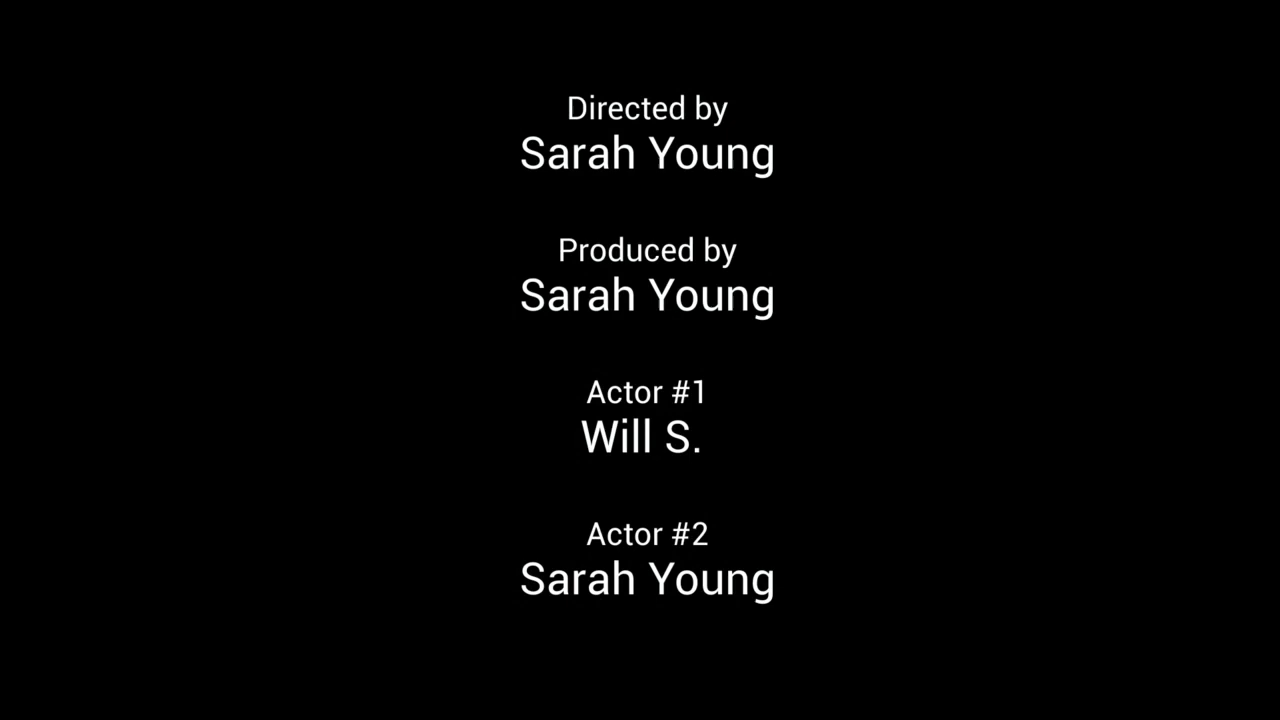 Directed by
Sarah Young
Produced by
Sarah Young
Actor #1
Will S.
Actor #2
Sarah Young